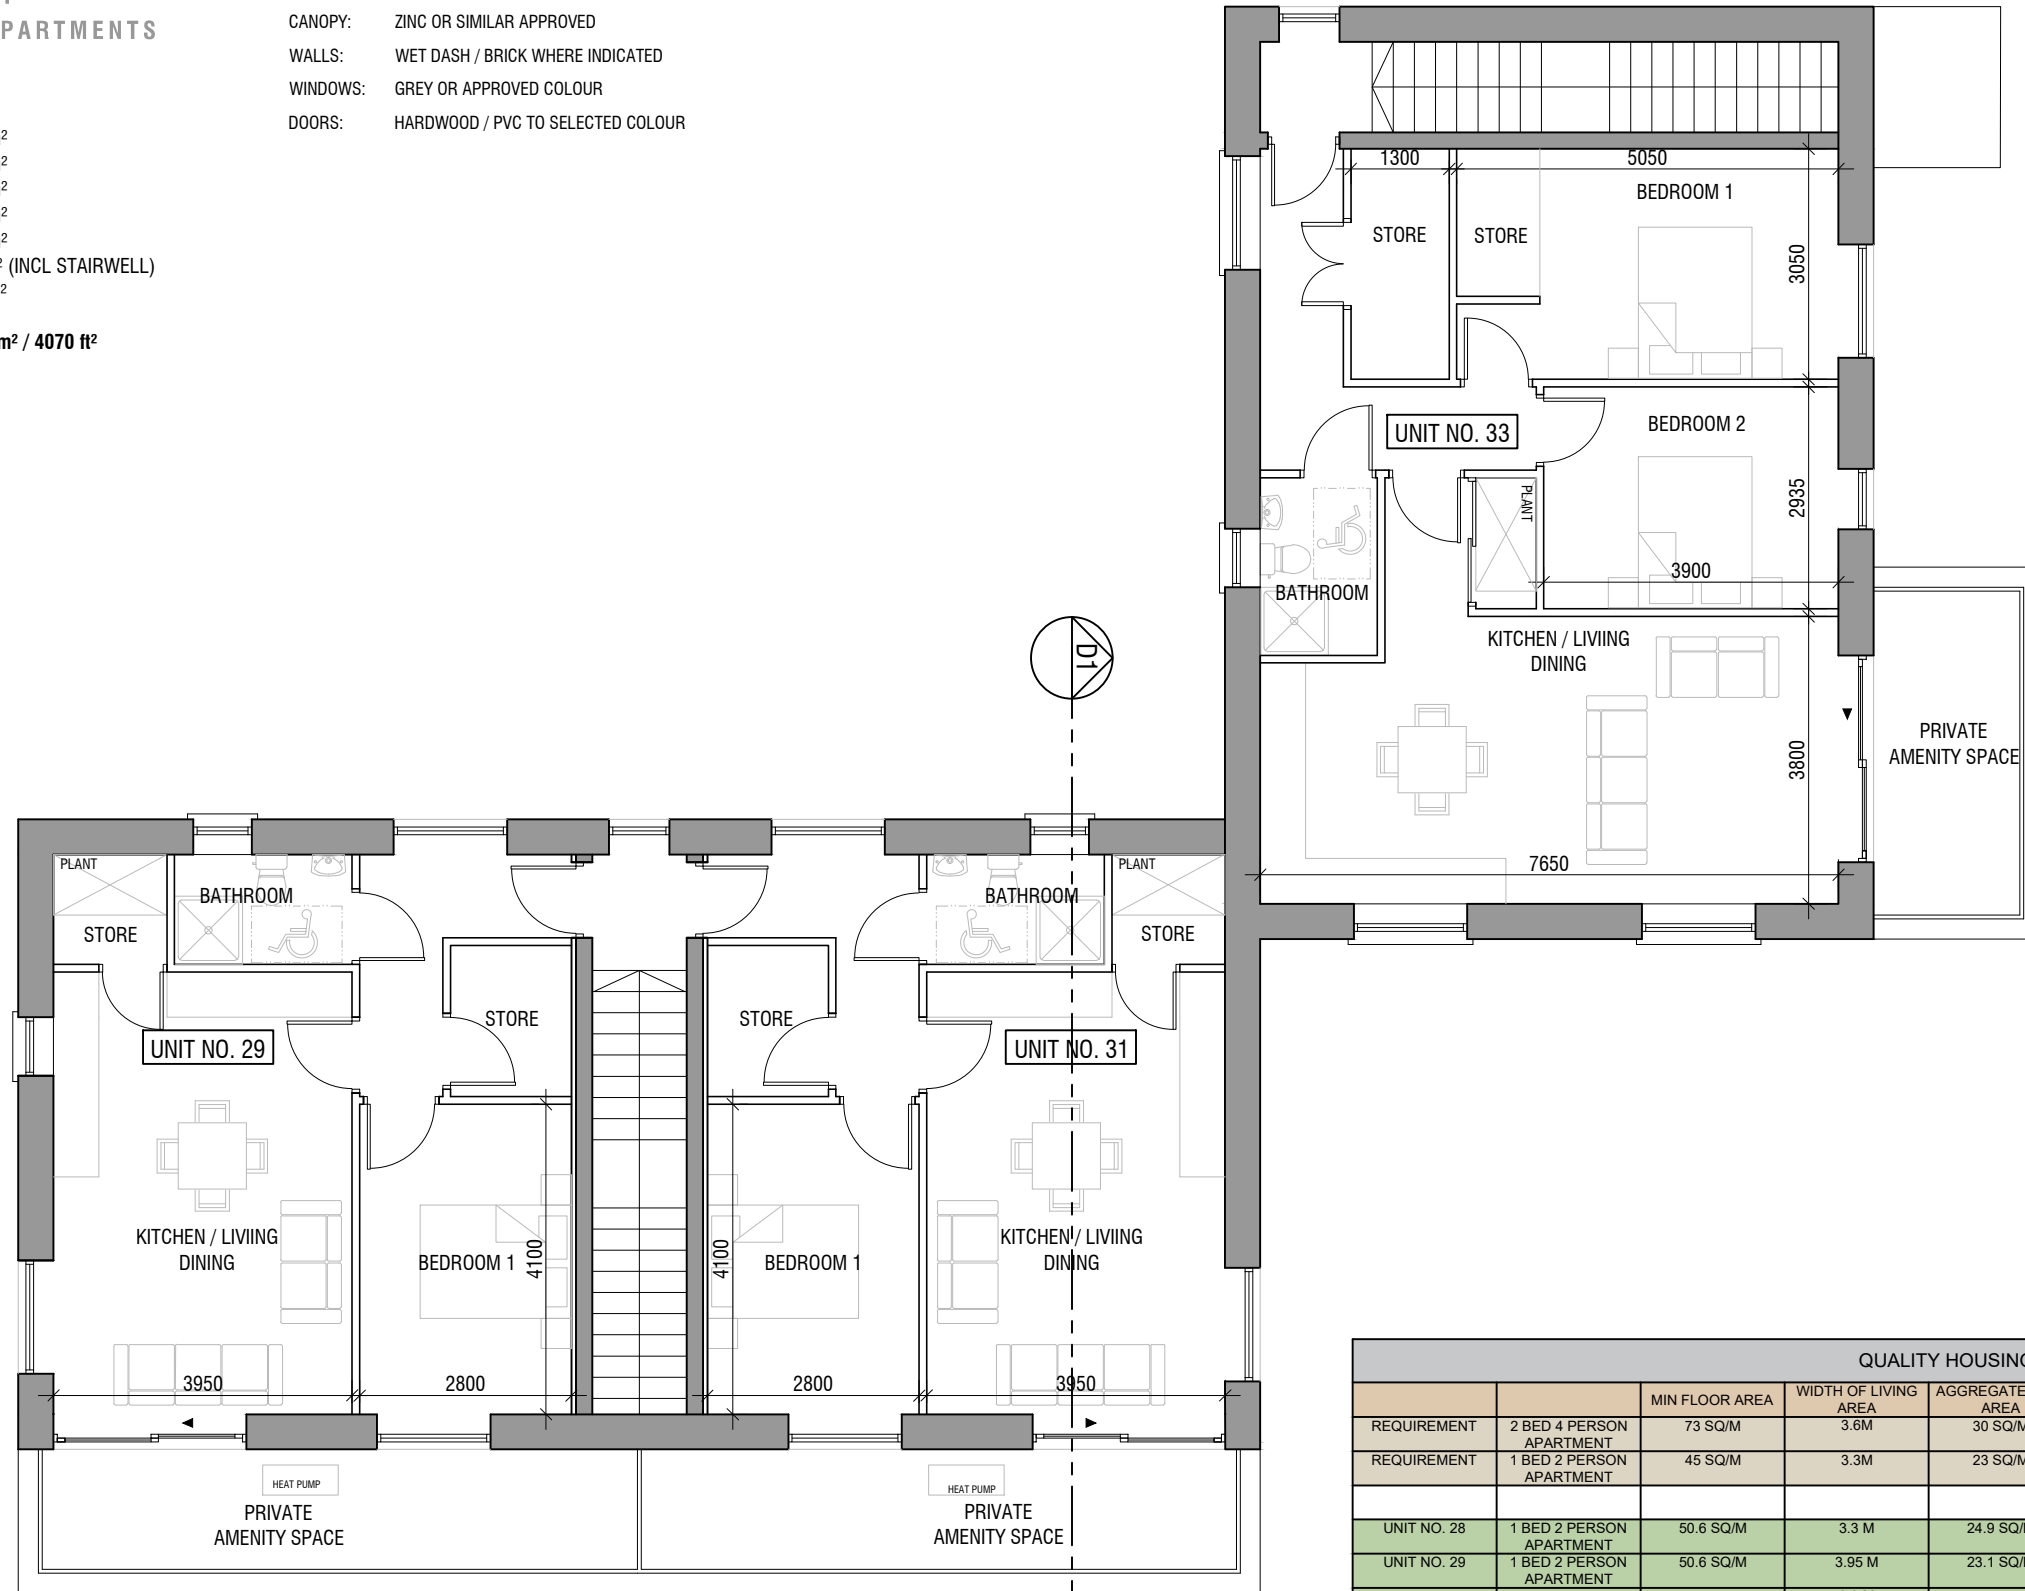 PARTMENTS
CANOPY: ZINC OR SIMILAR APPROVED
WALLS: WET DASH / BRICK WHERE INDICATED
WINDOWS: GREY OR APPROVED COLOUR
DOORS: HARDWOOD / PVC TO SELECTED COLOUR
(INCL STAIRWELL)
m² / 4070 ft²
1300
5050
BEDROOM 1
STORE
STORE
3050
UNIT NO. 33
BEDROOM 2
PLANT
2935
3900
BATHROOM
KITCHEN / LIVIING
DINING
D1
3800
PRIVATE
AMENITY SPACE
7650
PLANT
BATHROOM
STORE
BATHROOM
PLANT
STORE
STORE
STORE
UNIT NO. 29
UNIT NO. 31
KITCHEN / LIVIING
DINING
BEDROOM 1
4100
4100
BEDROOM 1
KITCHEN / LIVIING
DINING
3950
2800
2800
3950
HEAT PUMP
PRIVATE
AMENITY SPACE
HEAT PUMP
PRIVATE
AMENITY SPACE
QUALITY HOUSING
MIN FLOOR AREA
WIDTH OF LIVING
AREA
AGGREGATE
AREA
REQUIREMENT
2 BED 4 PERSON
APARTMENT
73 SQ/M
3.6M
30 SQ/M
REQUIREMENT
1 BED 2 PERSON
APARTMENT
45 SQ/M
3.3M
23 SQ/M
UNIT NO. 28
1 BED 2 PERSON
APARTMENT
50.6 SQ/M
3.3 M
24.9 SQ/
UNIT NO. 29
1 BED 2 PERSON
APARTMENT
50.6 SQ/M
3.95 M
23.1 SQ/